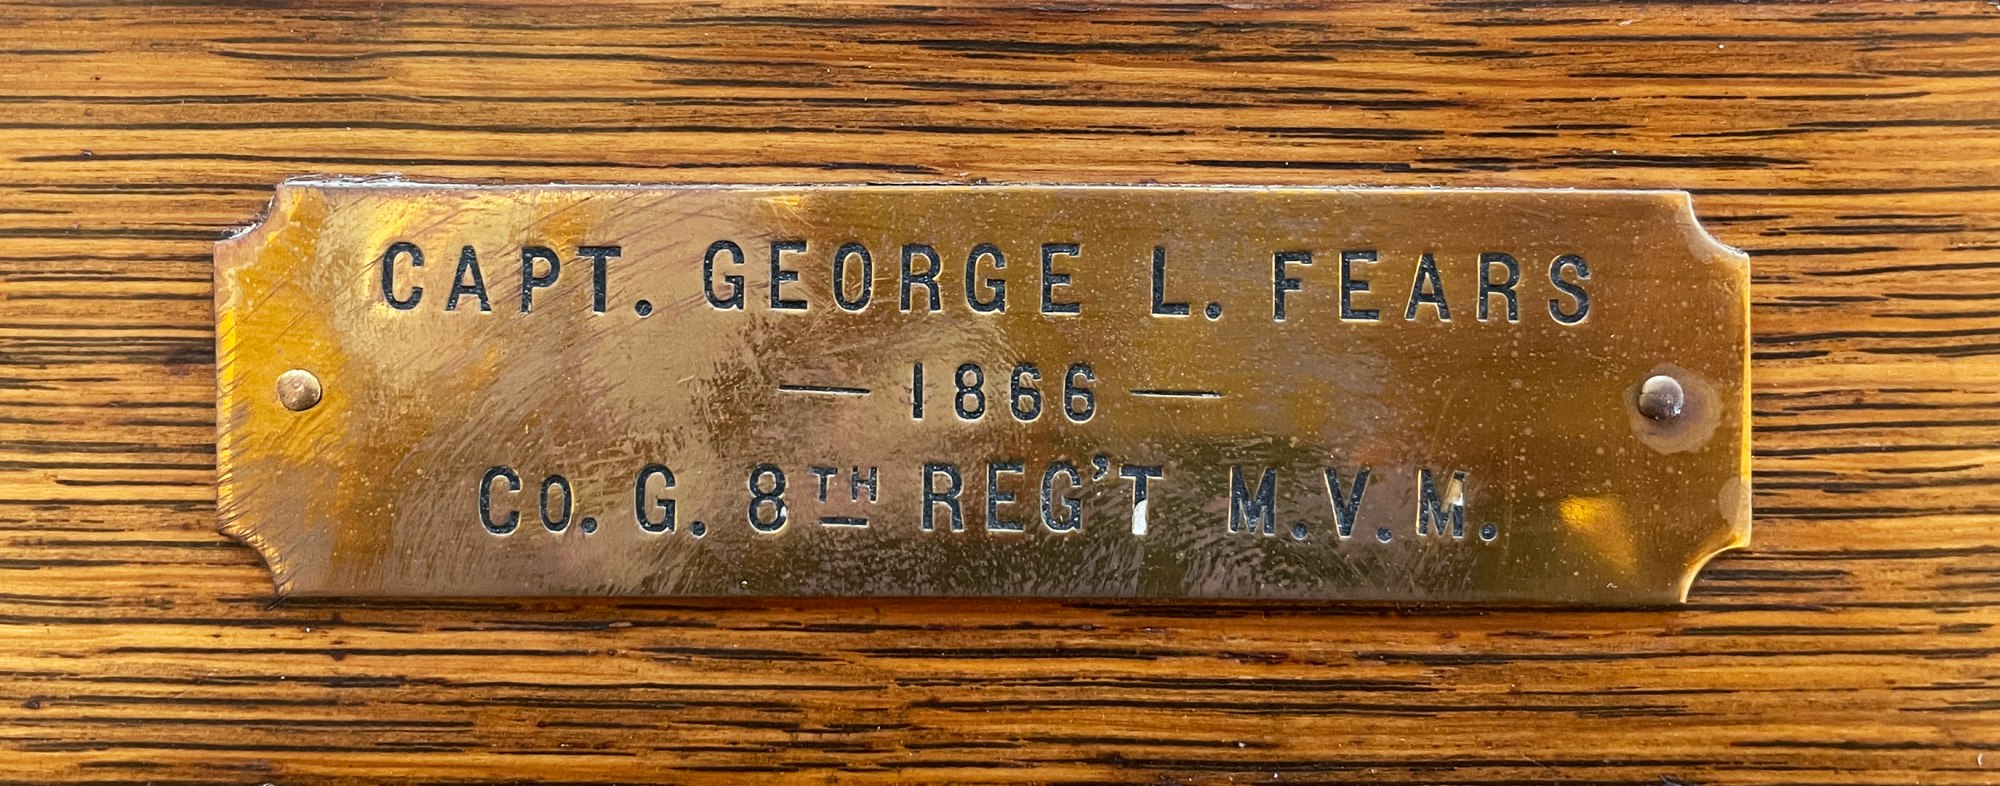 CAPT. GEORGE L. FEARS
— 1866 —
Co. G. 8TH REG'T M.V.M.